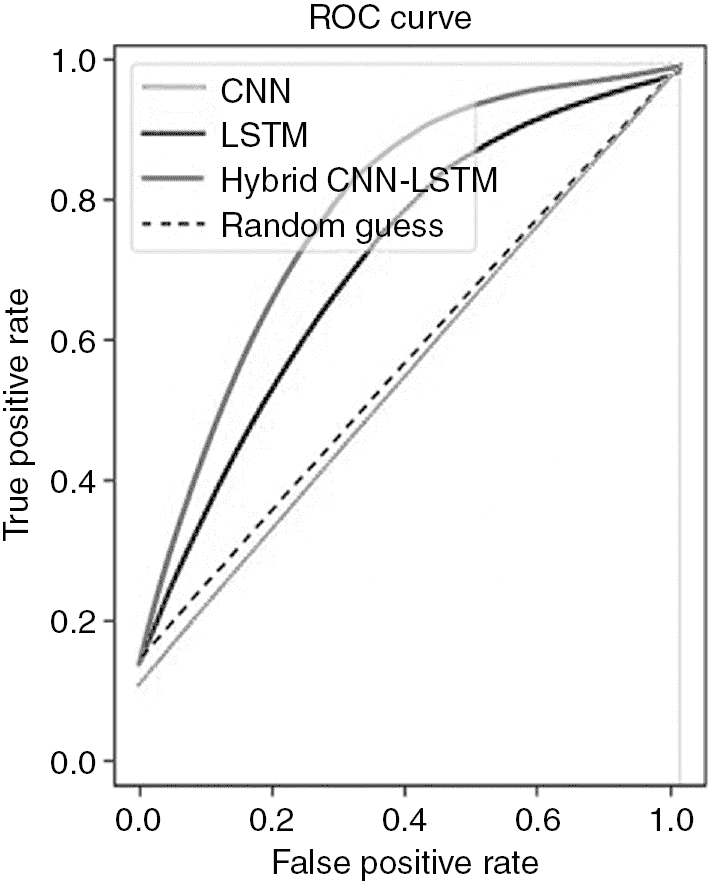 ROC curve
True positive rate
1.0
0.8
0.6
0.4
0.2
0.0
CNN
LSTM
Hybrid CNN-LSTM
Random guess
0.0 0.2 0.4 0.6 0.8 1.0
False positive rate